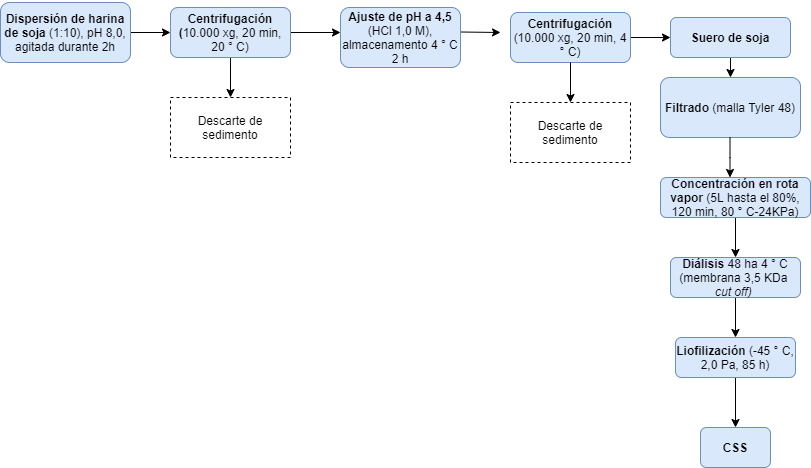 Dispersión de harina
de soja (1:10), pH 8,0,
agitada durante 2h
Centrifugación
(10.000 xg, 20 min,
20 ° C)
Ajuste de pH a 4,5
(HCl 1,0 M),
almacenamento 4 ° C
2 h
Centrifugación
(10.000 xg, 20 min, 4
° C)
Suero de soja
Descarte de
sedimento
Descarte de
sedimento
Filtrado (malla Tyler 48)
Concentración en rota
vapor (5L hasta el 80%,
120 min, 80 ° C-24KPa)
Diálisis 48 ha 4 ° C
(membrana 3,5 KDa
cut off)
Liofilización (-45 ° C,
2,0 Pa, 85 h)
CSS